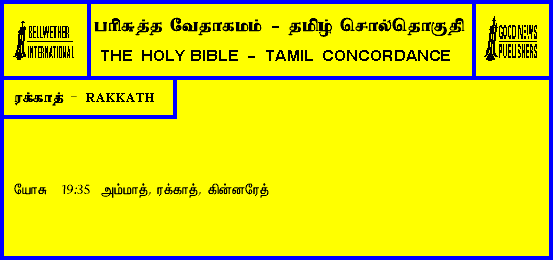 BELLWETHER
INTERNATIONAL
பரிசுத்த வேதாகமம் - தமிழ் சொல்தொகுதி
THE HOLY BIBLE - TAMIL CONCORDANCE
GOOD NEWS
PUBLISHERS
ரக்காத் - RAKKATH
யோசு 19:35 அம்மாத், ரக்காத், கின்னரேத்